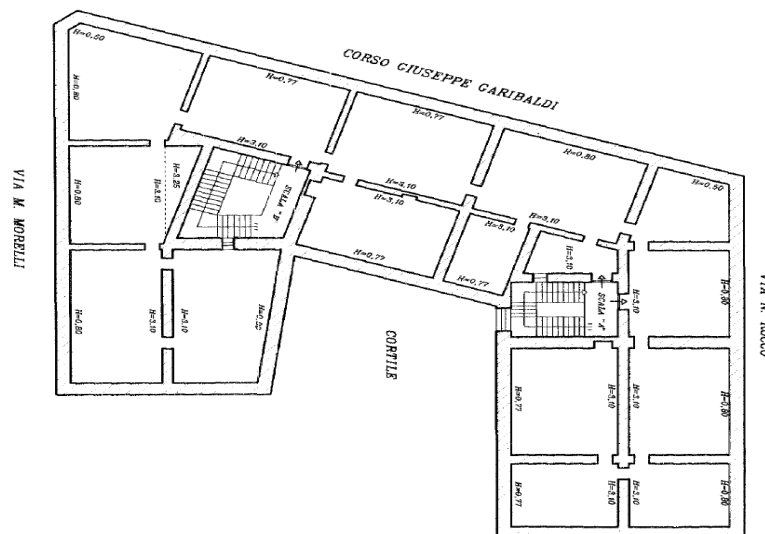 CORSO GIUSEPPE GARIBALDI
H=0,50
H=0,77
H=0,77
H=0,80
H=0,50
H=0,80
H=3,10
H=3,25
H=3,10
SCALA "B"
H=3,10
H=3,10
H=3,10
H=3,10
H=0,80
H=0,77
H=0,77
H=3,10
H=3,10
H=0,80
SCALA "A"
VIA M. MORELLI
H=0,80
H=3,10
H=3,10
CORTILE
H=0,77
H=3,10
H=3,10
H=0,80
H=0,77
H=3,10
H=3,10
H=0,80